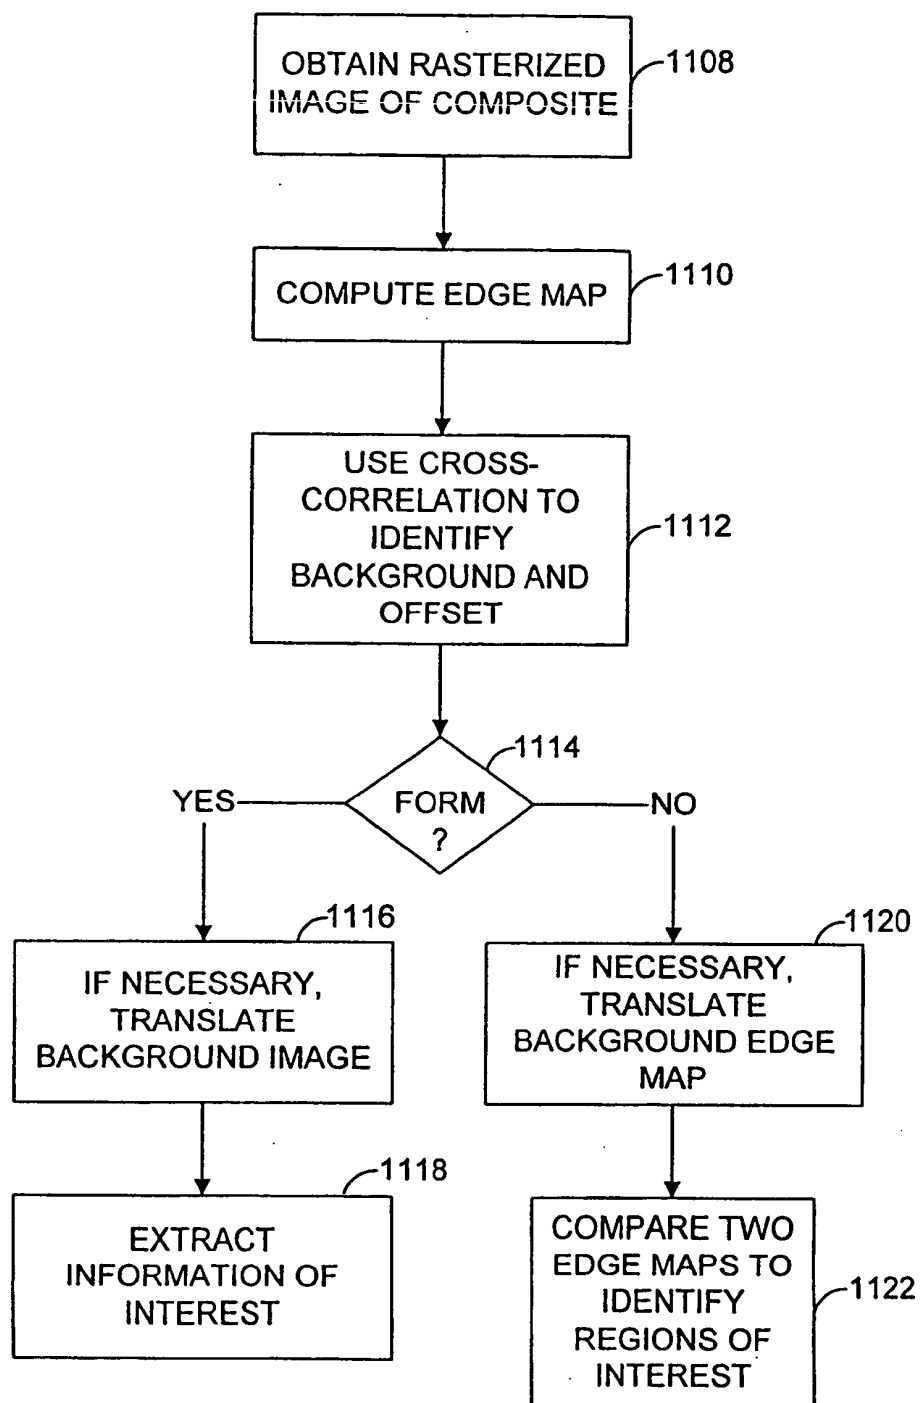 OBTAIN RASTERIZED
IMAGE OF COMPOSITE
1108
COMPUTE EDGE MAP
1110
USE CROSS-
CORRELATION TO
IDENTIFY
BACKGROUND AND
OFFSET
1112
1114
FORM
?
YES
NO
1116
IF NECESSARY,
TRANSLATE
BACKGROUND IMAGE
1120
IF NECESSARY,
TRANSLATE
BACKGROUND EDGE
MAP
1118
EXTRACT
INFORMATION OF
INTEREST
COMPARE TWO
EDGE MAPS TO
IDENTIFY
REGIONS OF
INTEREST
1122